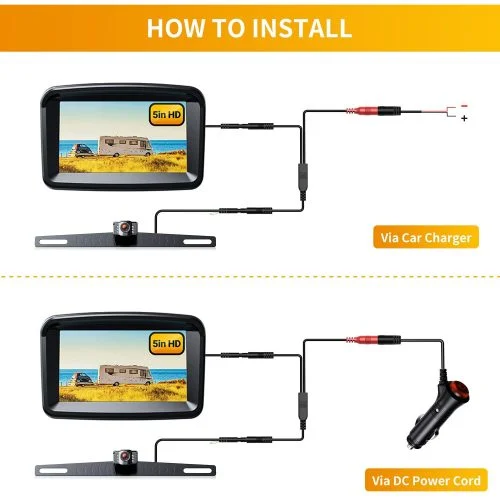 HOW TO INSTALL
5in HD
-
+
Via Car Charger
5in HD
Via DC Power Cord